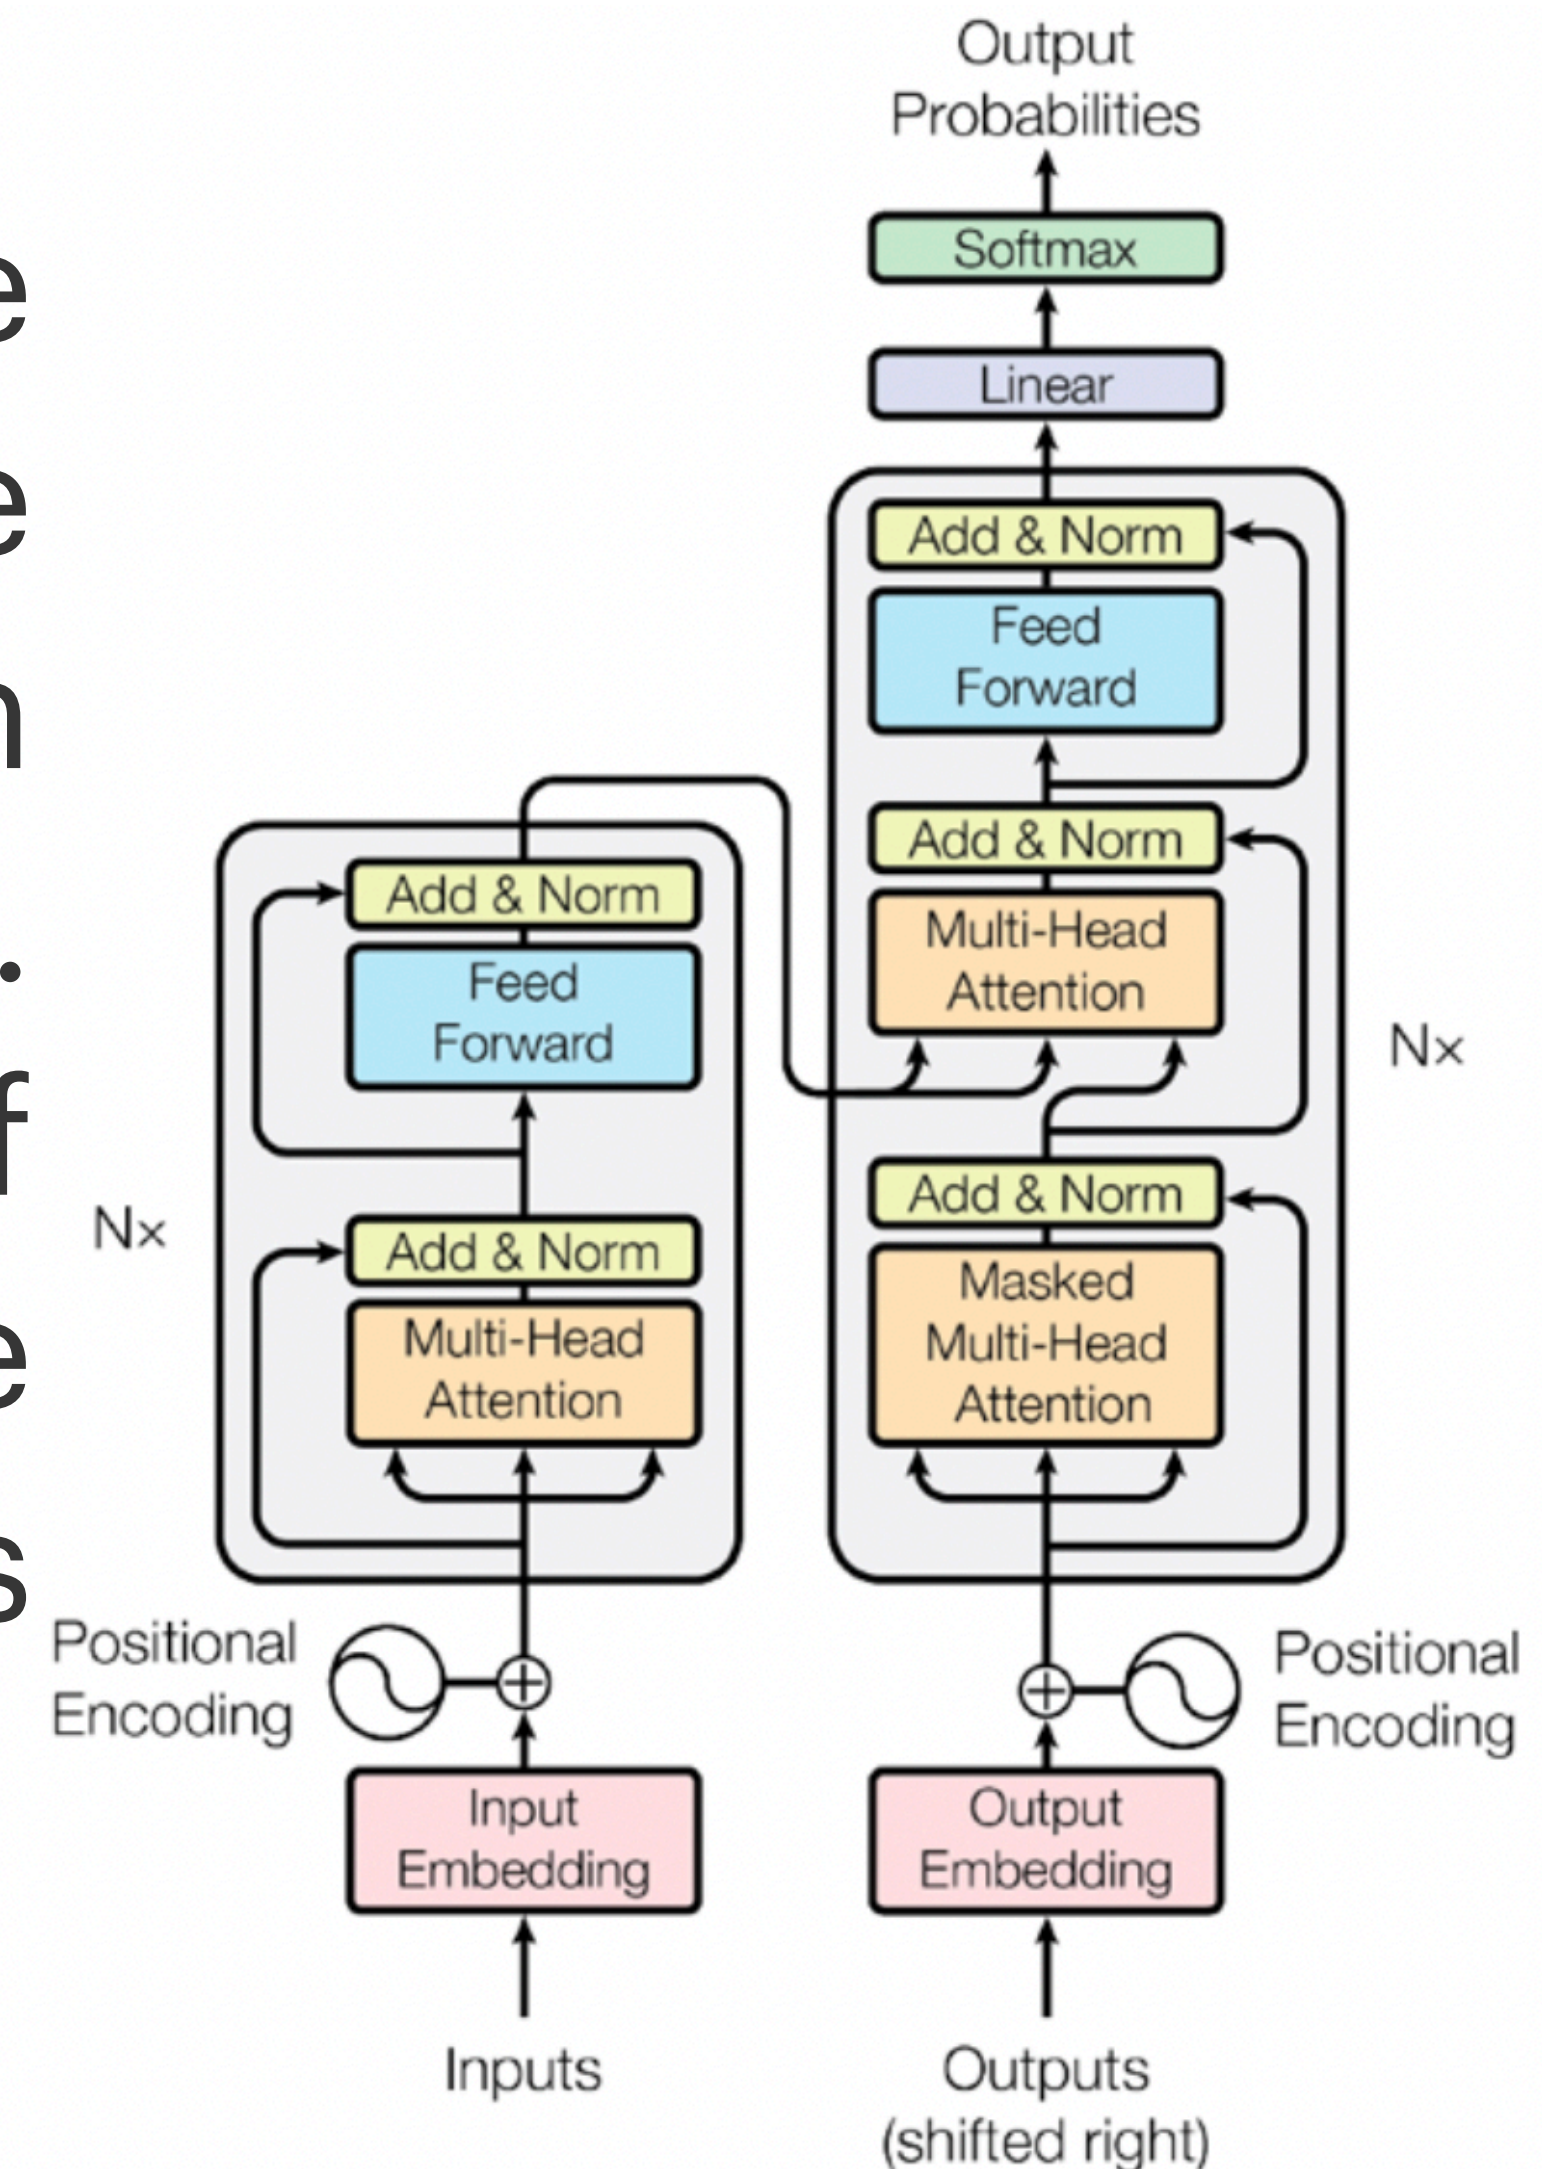 Output
Probabilities
Softmax
Linear
Add & Norm
Feed
Forward
Add & Norm
Multi-Head
Attention
Nx
Add & Norm
Masked
Multi-Head
Attention
Add & Norm
Feed
Forward
Nx
Add & Norm
Multi-Head
Attention
Positional
Encoding
Positional
Encoding
Input
Embedding
Output
Embedding
Inputs
Outputs
(shifted right)
e
e
n
.
f
e
s